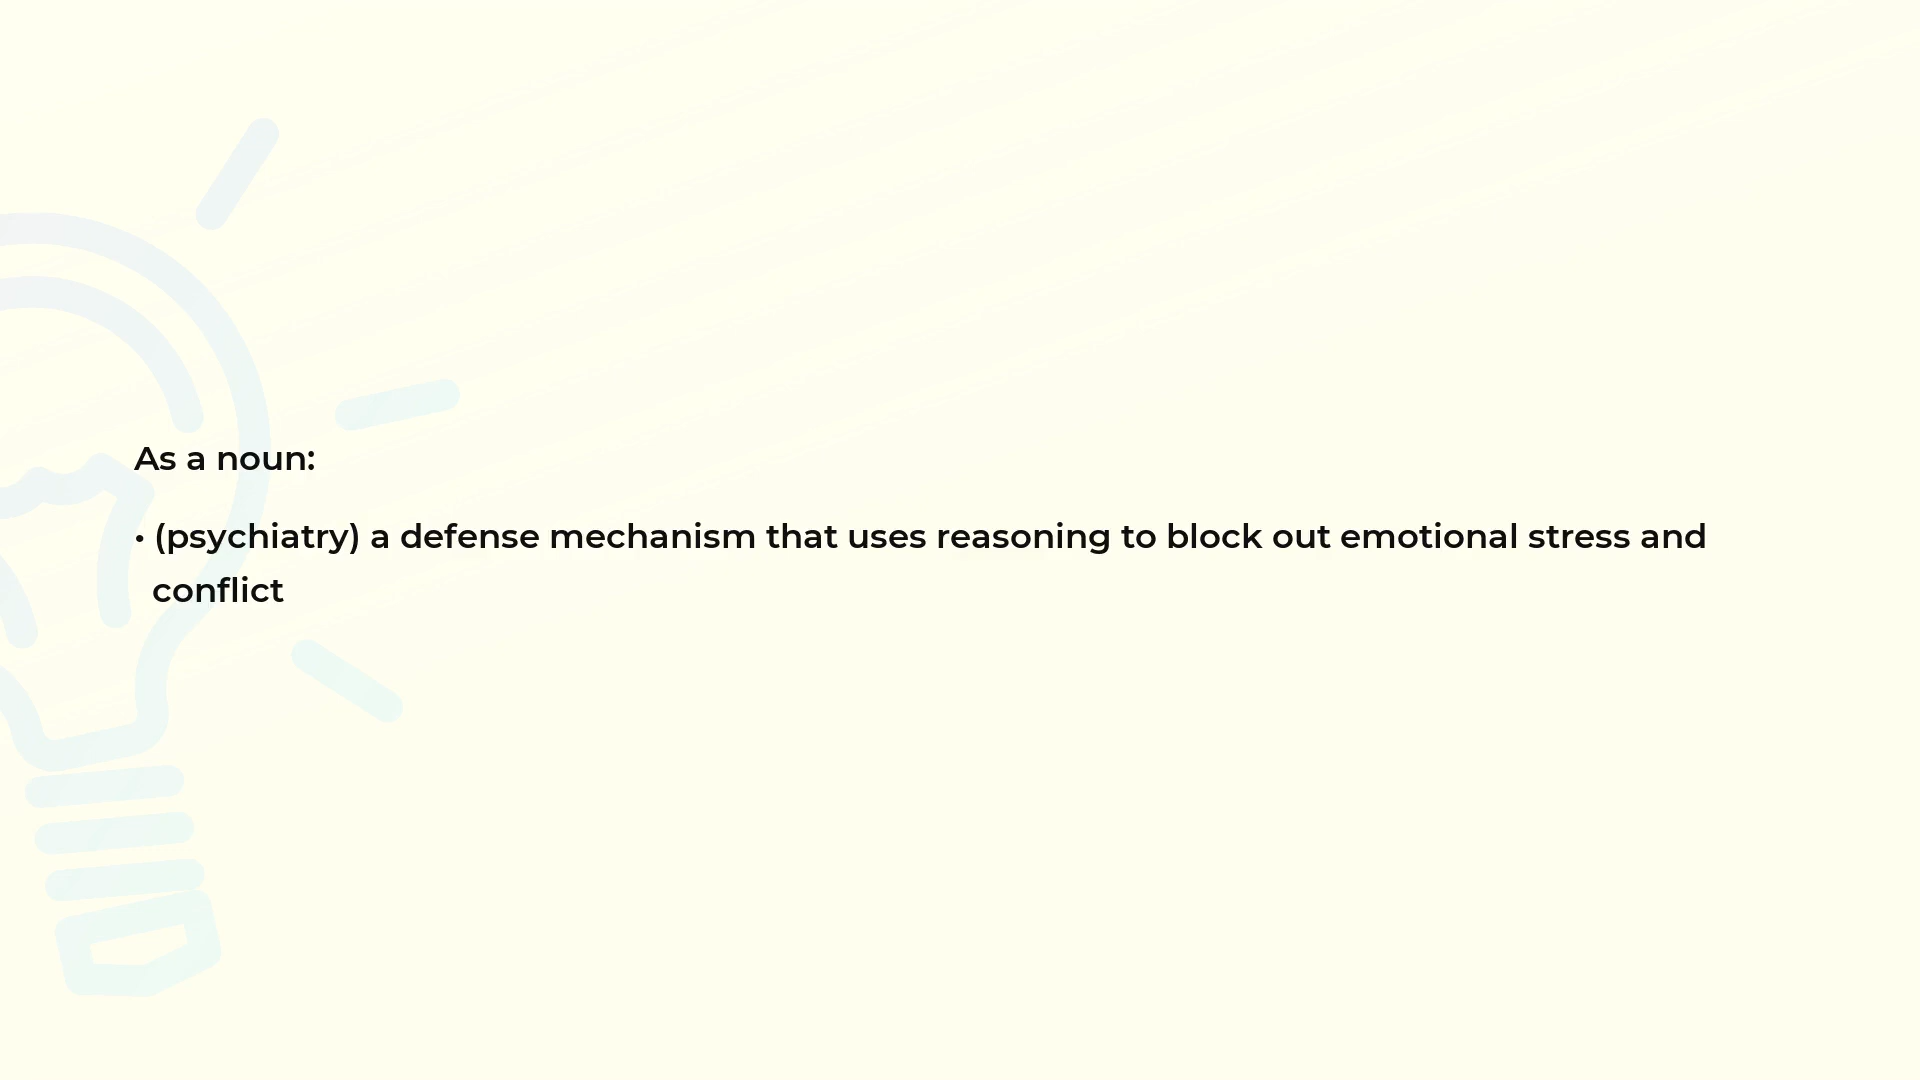 As a noun:
• (psychiatry) a defense mechanism that uses reasoning to block out emotional stress and
conflict